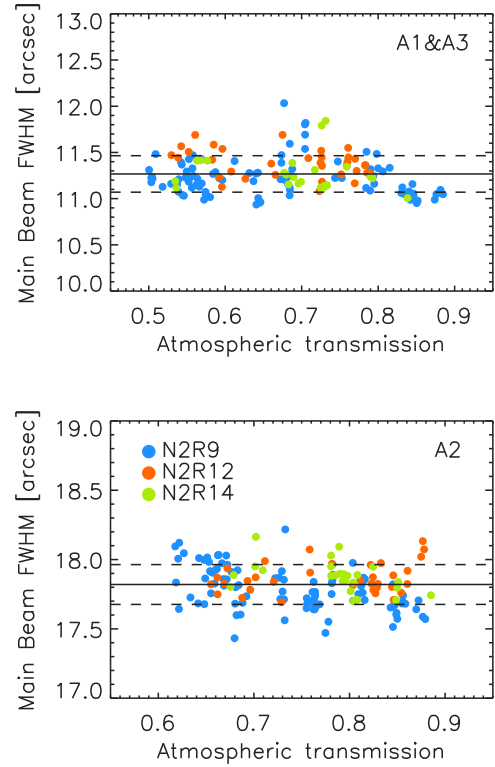 13.0
A1&A3
12.5
12.0
11.5
11.0
10.5
10.0
Main Beam FWHM [arcsec]
0.5 0.6 0.7 0.8 0.9
Atmospheric transmission
19.0
N2R9
A2
N2R12
N2R14
18.5
18.0
17.5
17.0
Main Beam FWHM [arcsec]
0.6 0.7 0.8 0.9
Atmospheric transmission